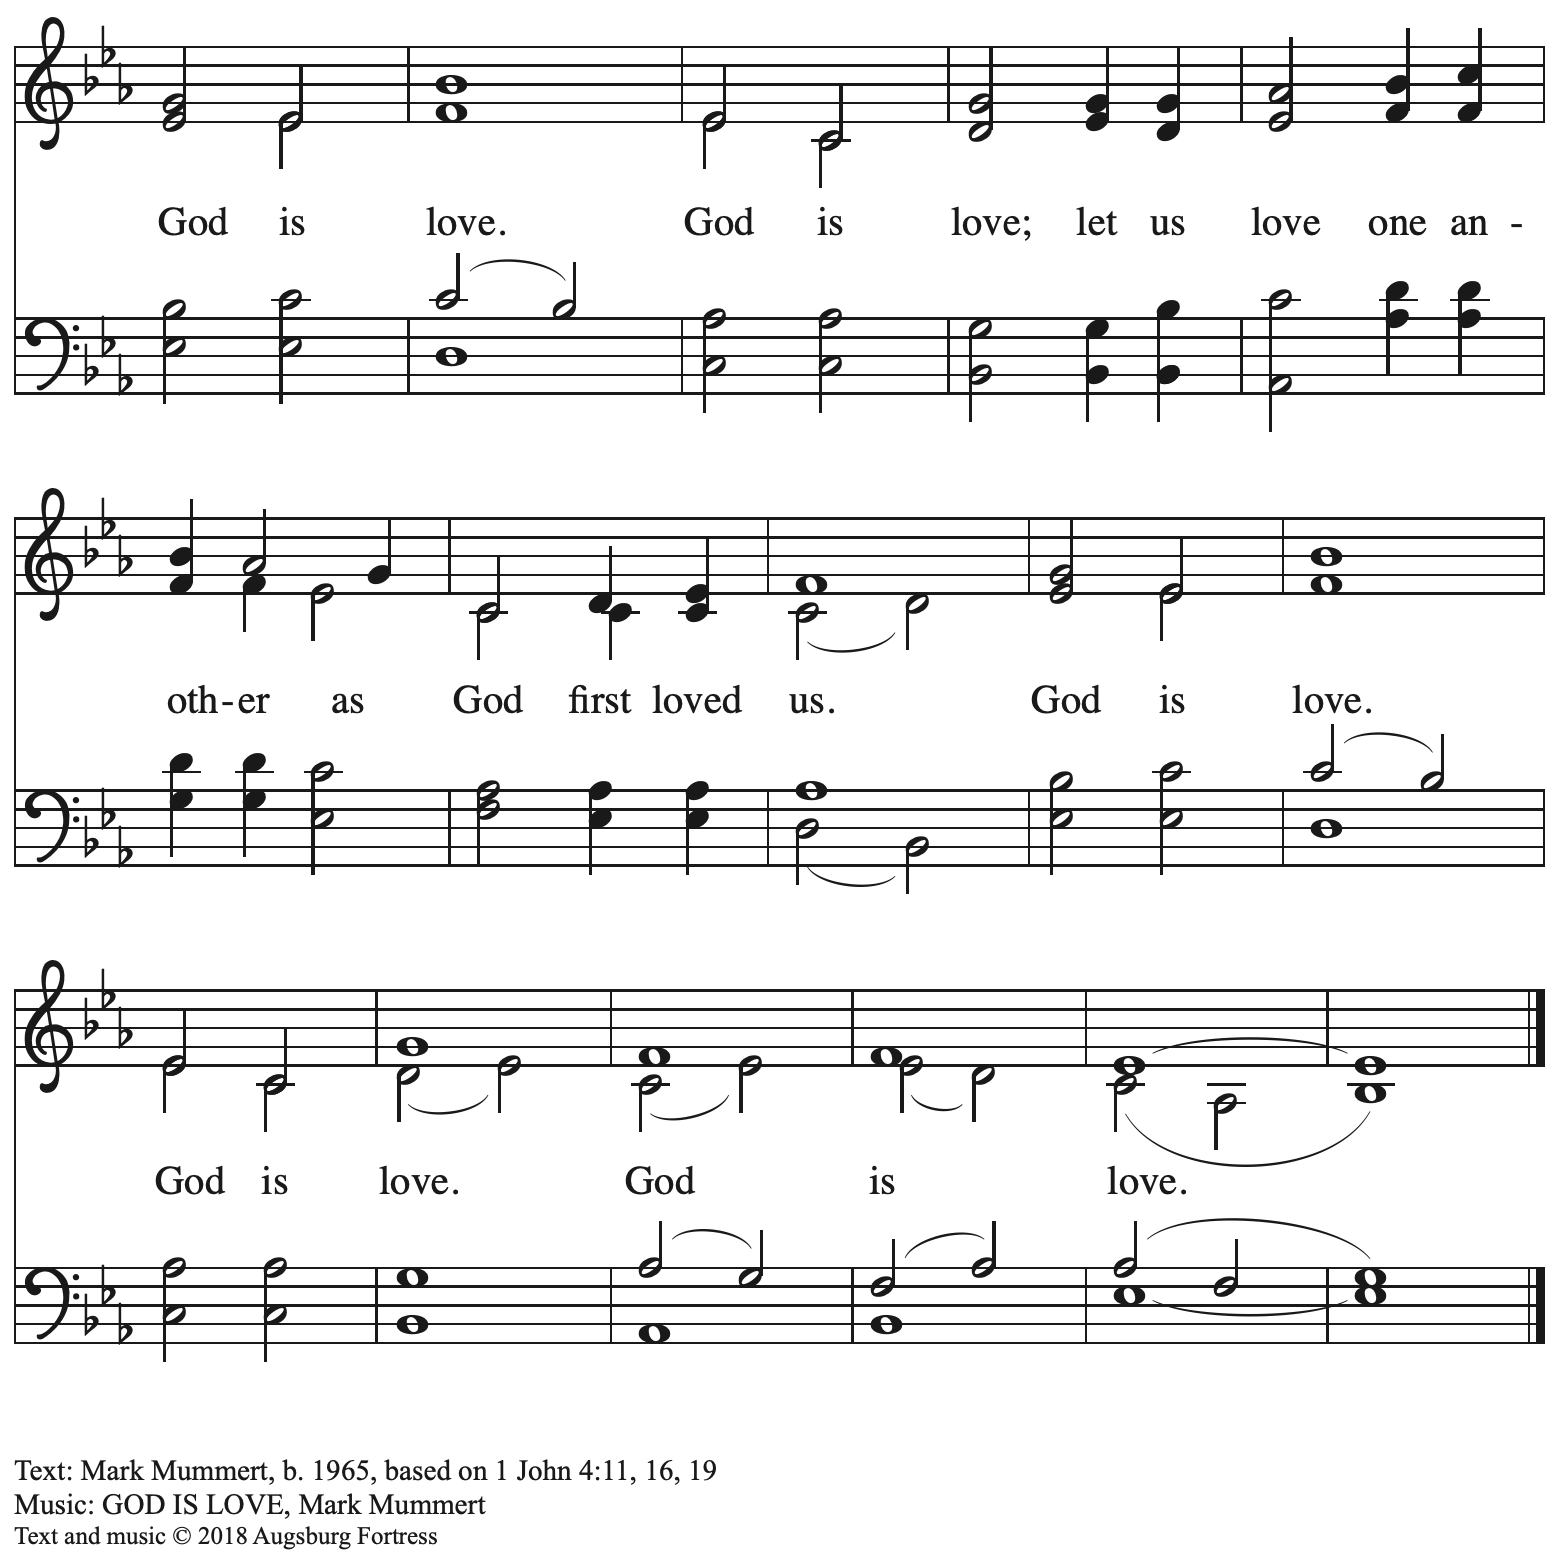 God is love. God is love; let us love one an -
oth-er as God first loved us. God is love.
God is love. God is love.
Text: Mark Mummert, b. 1965, based on 1 John 4:11, 16, 19
Music: GOD IS LOVE, Mark Mummert
Text and music © 2018 Augsburg Fortress